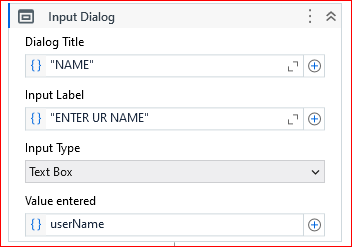 Input Dialog
Dialog Title
{ } "NAME"
Input Label
{ } "ENTER UR NAME"
Input Type
Text Box
Value entered
{ } userName